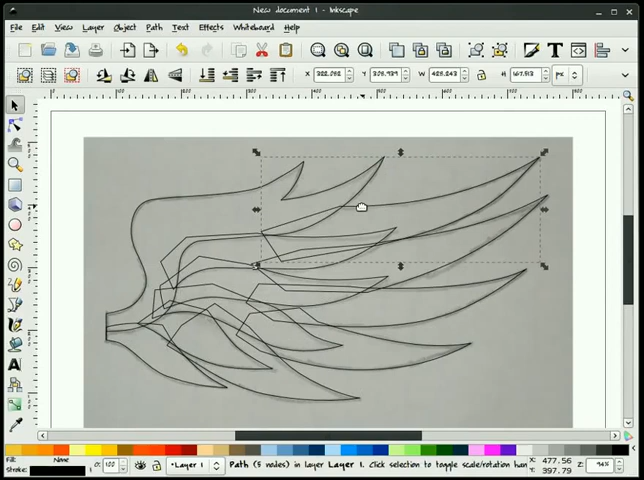 New document 1 - Inkscape
File Edit View Layer Object Path Text Effects Whiteboard Help
X Y W H px
Fill: None
Stroke: O: 100 •Layer 1 Path (5 nodes) in layer Layer 1. Click selection to toggle scale/rotation han X: 477.56 Y: 397.79 Z: 94%